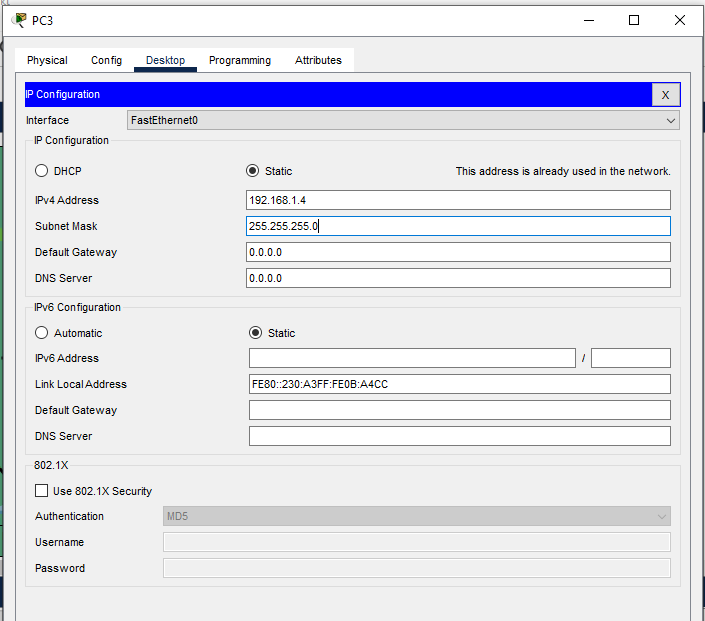 PC3
Physical Config Desktop Programming Attributes
IP Configuration X
Interface FastEthernet0
IP Configuration
DHCP Static This address is already used in the network.
IPv4 Address 192.168.1.4
Subnet Mask 255.255.255.0
Default Gateway 0.0.0.0
DNS Server 0.0.0.0
IPv6 Configuration
Automatic Static
IPv6 Address /
Link Local Address FE80::230:A3FF:FE0B:A4CC
Default Gateway
DNS Server
802.1X
Use 802.1X Security
Authentication MD5
Username
Password